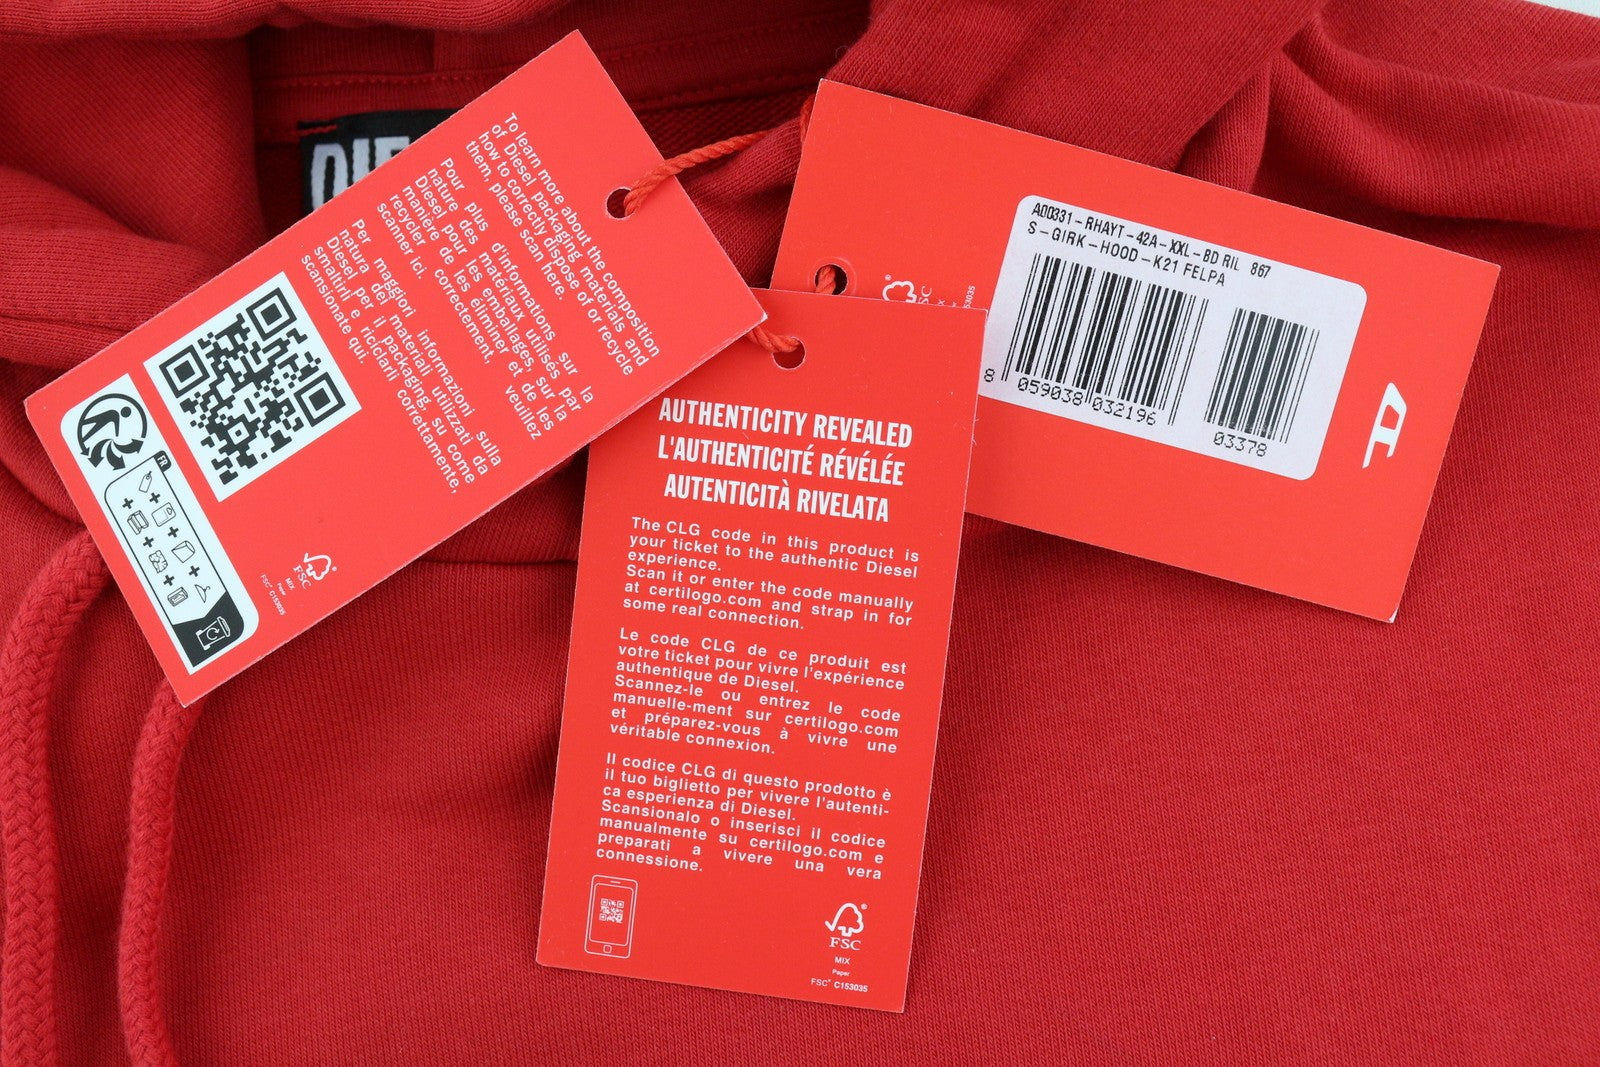 DIE
To learn more about the composition
of Diesel packaging materials and
how to correctly dispose of or recycle
them, please scan here.
Pour plus d'informations sur la
nature des matériaux utilisés par
Diesel pour les emballages, sur la
manière de les éliminer et de les
recycler correctement, veuillez
scanner ici.
Per maggiori informazioni sulla
natura dei materiali utilizzati da
Diesel per il packaging, su come
smaltirli e riciclarli correttamente,
scansionate qui.
FR
FSC
MIX
Paper
FSC® C153035
AUTHENTICITY REVEALED
L'AUTHENTICITÉ RÉVÉLÉE
AUTENTICITÀ RIVELATA
The CLG code in this product is
your ticket to the authentic Diesel
experience.
Scan it or enter the code manually
at certilogo.com and strap in for
some real connection.
Le code CLG de ce produit est
votre ticket pour vivre l'expérience
authentique de Diesel.
Scannez-le ou entrez le code
manuelle-ment sur certilogo.com
et préparez-vous à vivre une
véritable connexion.
Il codice CLG di questo prodotto è
il tuo biglietto per vivere l'autenti-
ca esperienza di Diesel.
Scansionalo o inserisci il codice
manualmente su certilogo.com e
preparati a vivere una vera
connessione.
FSC
MIX
Paper
FSC® C153035
A00331-RHAYT-42A-XXL-BD RIL 867
S-GIRK-HOOD-K21 FELPA
8 059038 032196
03378
D